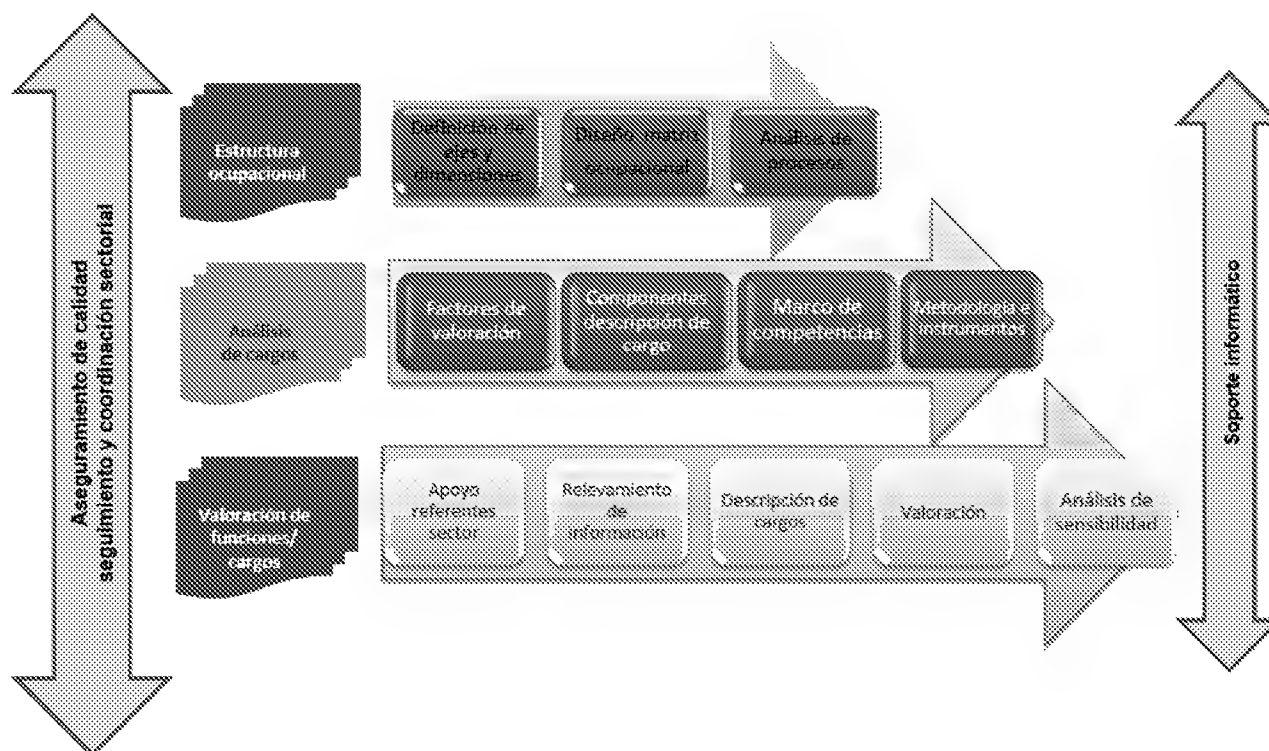 Aseguramiento de calidad
seguimiento y coordinación sectorial
Estructura
ocupacional
Definición de
ejes y
dimensiones
Diseño matriz
ocupacional
Análisis de
procesos
Análisis
de cargos
Factores de
valoración
Componentes
descripción de
cargo
Marco de
competencias
Metodología e
instrumentos
Valoración de
funciones/
cargos
Apoyo
referentes
sector
Relevamiento
de
información
Descripción de
cargos
Valoración
Análisis de
sensibilidad
Soporte informático